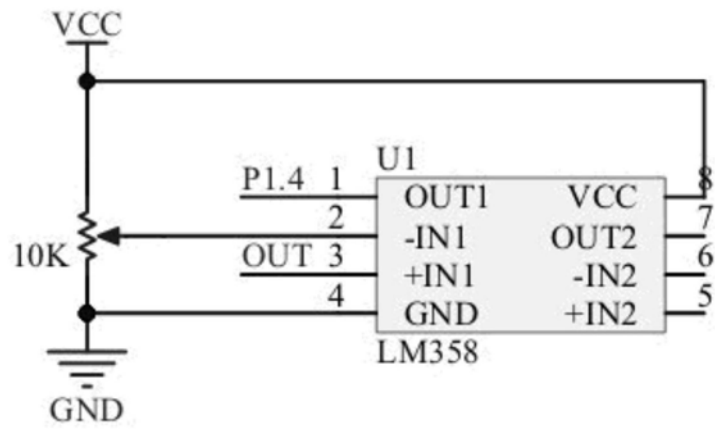 VCC
U1
P1.4 1 OUT1 VCC 8
2 -IN1 OUT2 7
10K OUT 3 +IN1 -IN2 6
4 GND +IN2 5
LM358
GND